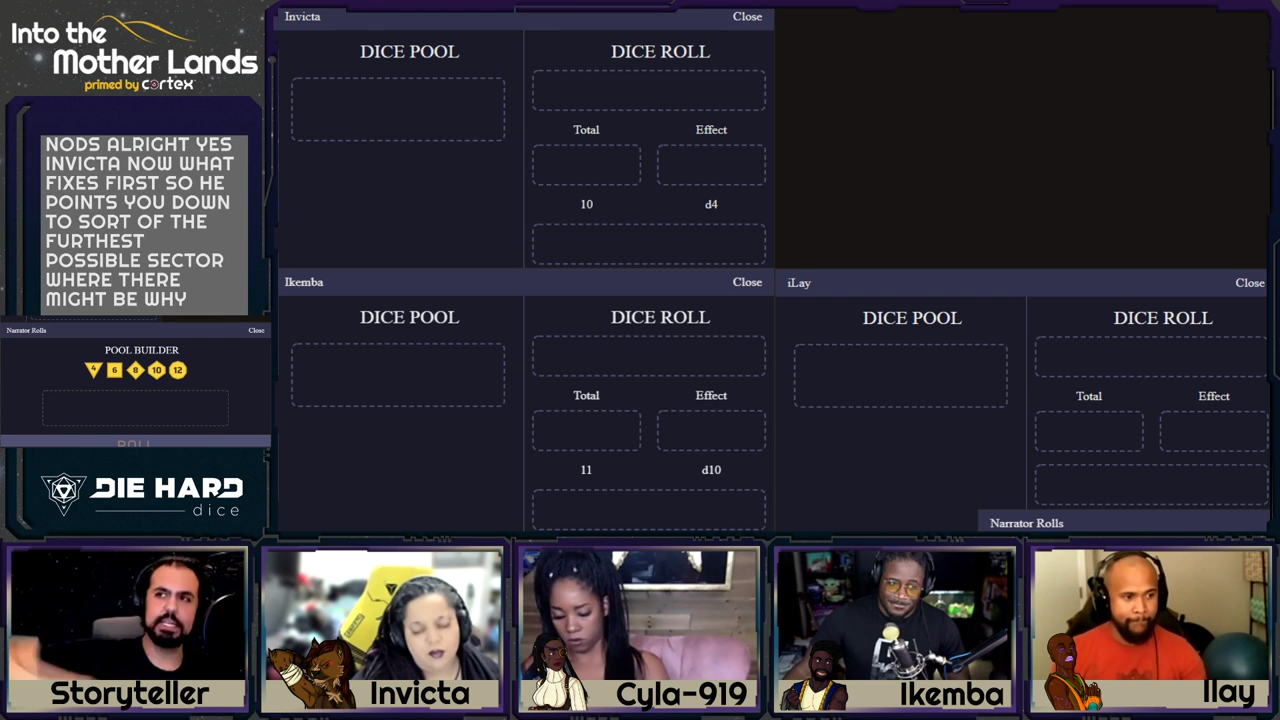 Into the
Mother Lands
primed by cortex
NODS ALRIGHT YES
INVICTA NOW WHAT
FIXES FIRST SO HE
POINTS YOU DOWN
TO SORT OF THE
FURTHEST
POSSIBLE SECTOR
WHERE THERE
MIGHT BE WHY
Narrator Rolls Close
POOL BUILDER
4 6 8 10 12
ROLL
DIE HARD
dice
Invicta Close
DICE POOL DICE ROLL
Total Effect
10 d4
Ikemba Close
DICE POOL DICE ROLL
Total Effect
11 d10
iLay Close
DICE POOL DICE ROLL
Total Effect
Narrator Rolls
Storyteller
Invicta
Cyla-919
Ikemba
Ilay